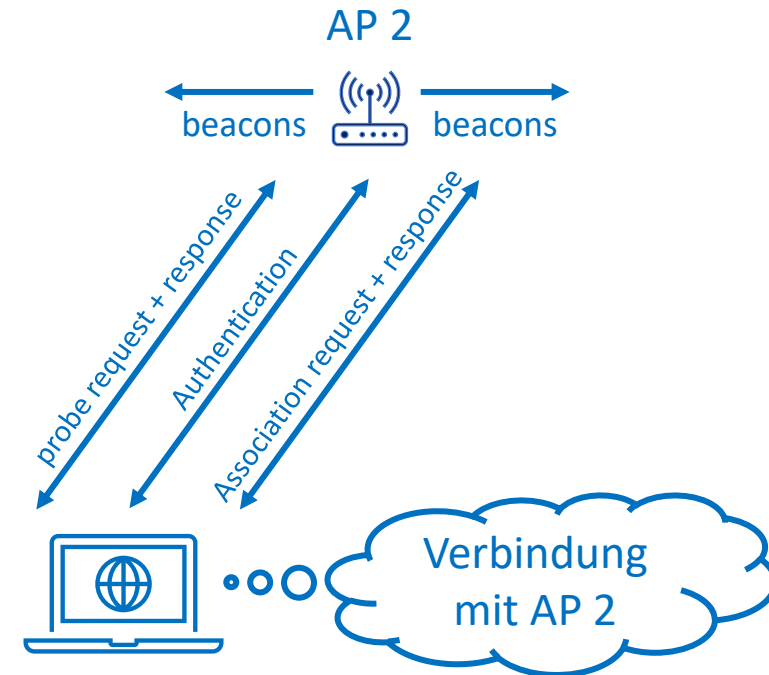 AP 2
beacons
beacons
probe request + response
Authentication
Association request + response
Verbindung
mit AP 2